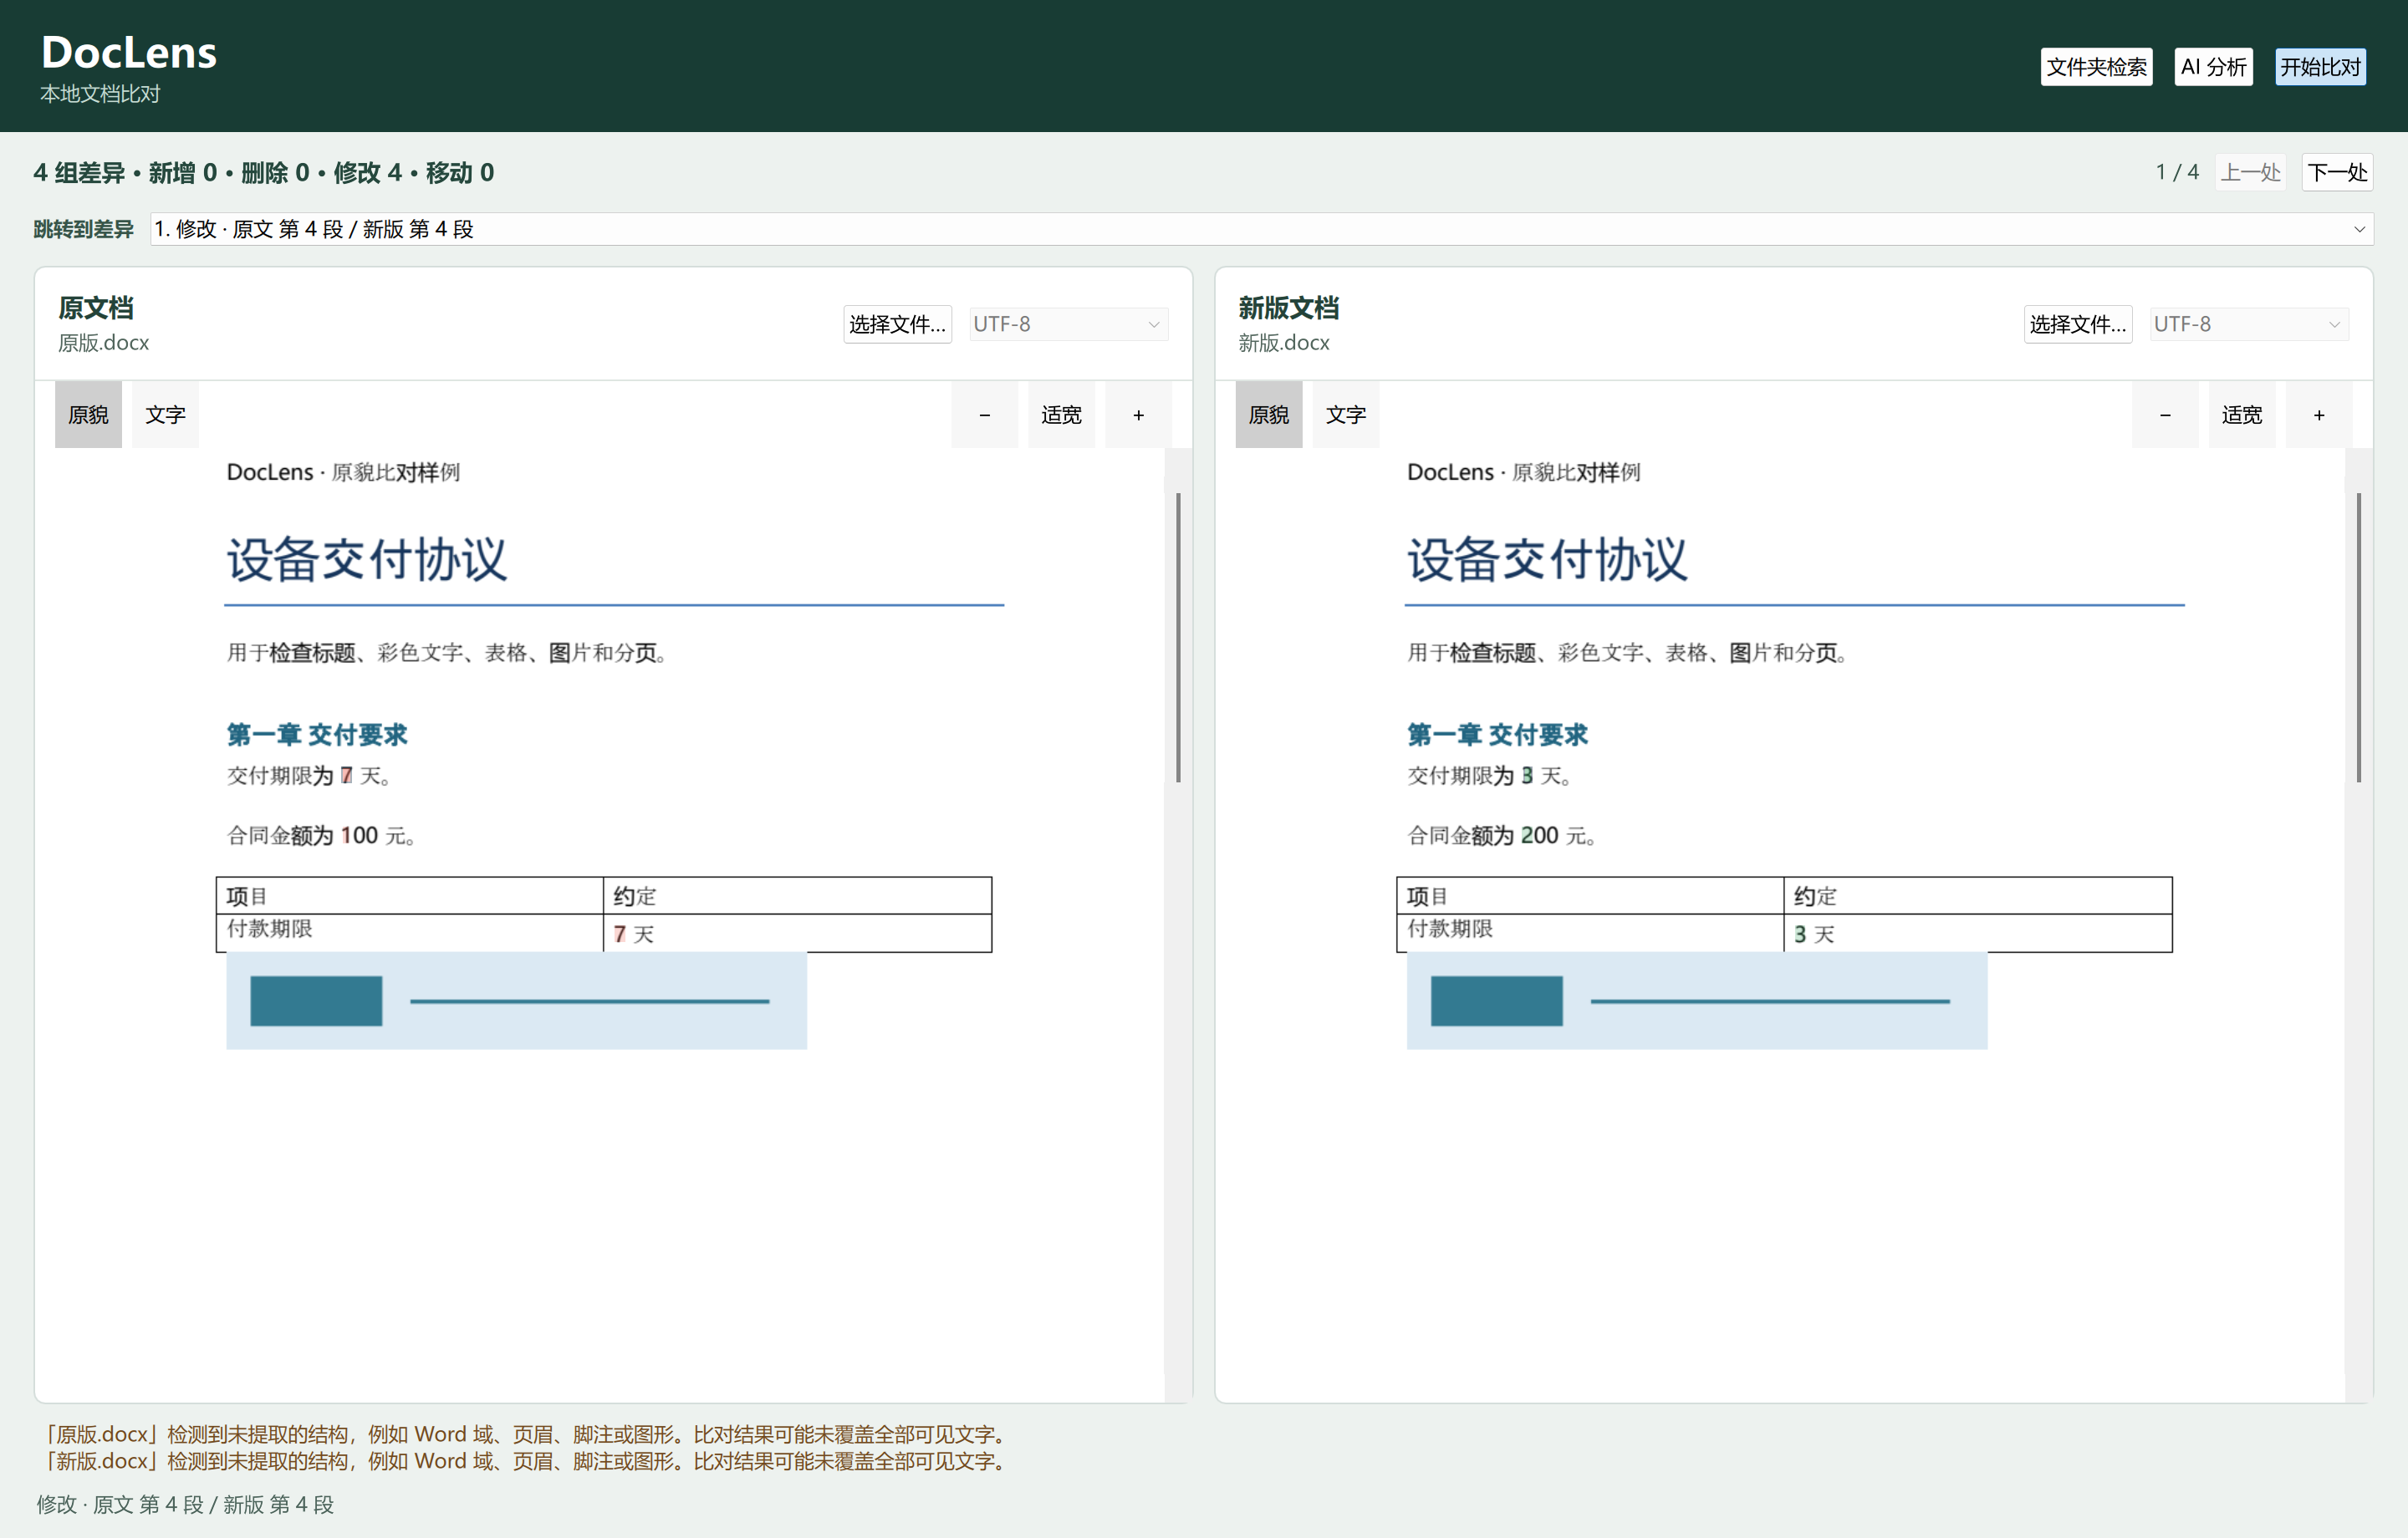 DocLens
本地文档比对
文件夹检索 AI 分析 开始比对
4 组差异 • 新增 0 • 删除 0 • 修改 4 • 移动 0
1 / 4 上一处 下一处
跳转到差异 1. 修改 · 原文 第 4 段 / 新版 第 4 段
原文档
原版.docx
选择文件... UTF-8
原貌 文字 − 适宽 +
DocLens · 原貌比对样例
设备交付协议
用于检查标题、彩色文字、表格、图片和分页。
第一章 交付要求
交付期限为 7 天。
合同金额为 100 元。
项目 约定
付款期限 7 天
新版文档
新版.docx
选择文件... UTF-8
原貌 文字 − 适宽 +
DocLens · 原貌比对样例
设备交付协议
用于检查标题、彩色文字、表格、图片和分页。
第一章 交付要求
交付期限为 3 天。
合同金额为 200 元。
项目 约定
付款期限 3 天
「原版.docx」检测到未提取的结构，例如 Word 域、页眉、脚注或图形。比对结果可能未覆盖全部可见文字。
「新版.docx」检测到未提取的结构，例如 Word 域、页眉、脚注或图形。比对结果可能未覆盖全部可见文字。
修改 · 原文 第 4 段 / 新版 第 4 段